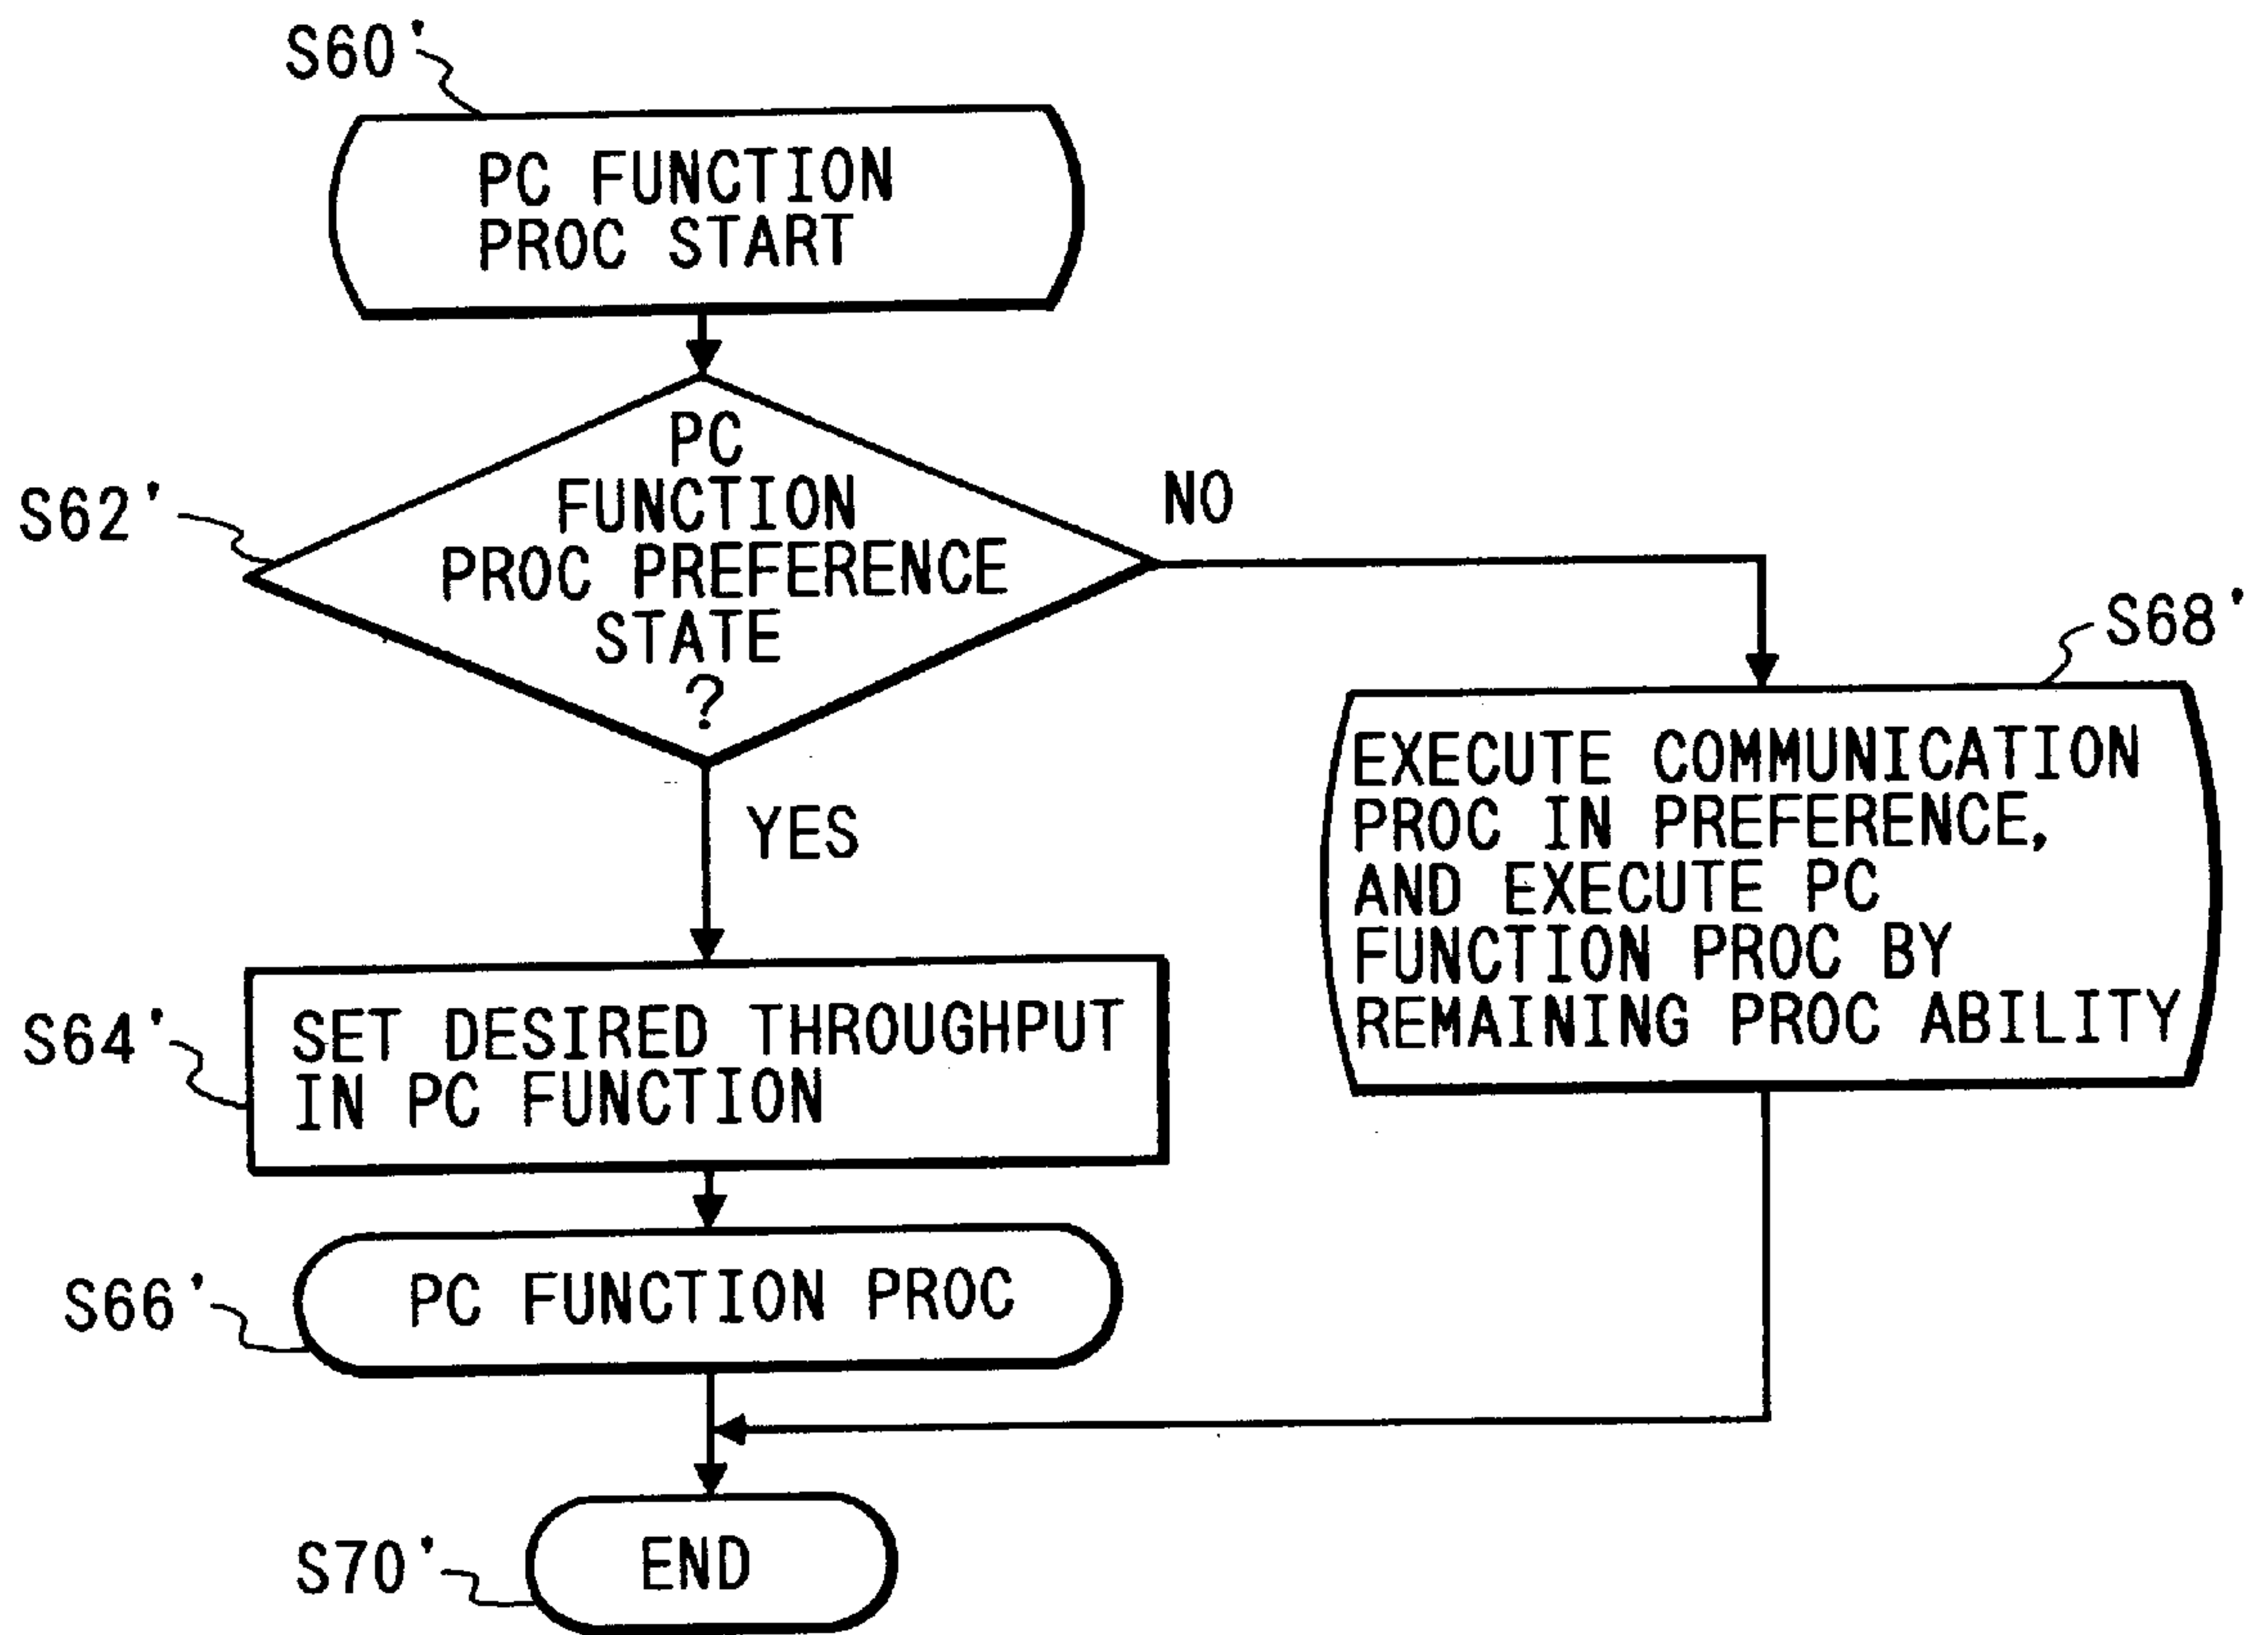 S60'
PC FUNCTION
PROC START
S62'
PC
FUNCTION
PROC PREFERENCE
STATE
?
NO
YES
S68'
EXECUTE COMMUNICATION
PROC IN PREFERENCE,
AND EXECUTE PC
FUNCTION PROC BY
REMAINING PROC ABILITY
S64'
SET DESIRED THROUGHPUT
IN PC FUNCTION
S66'
PC FUNCTION PROC
S70'
END